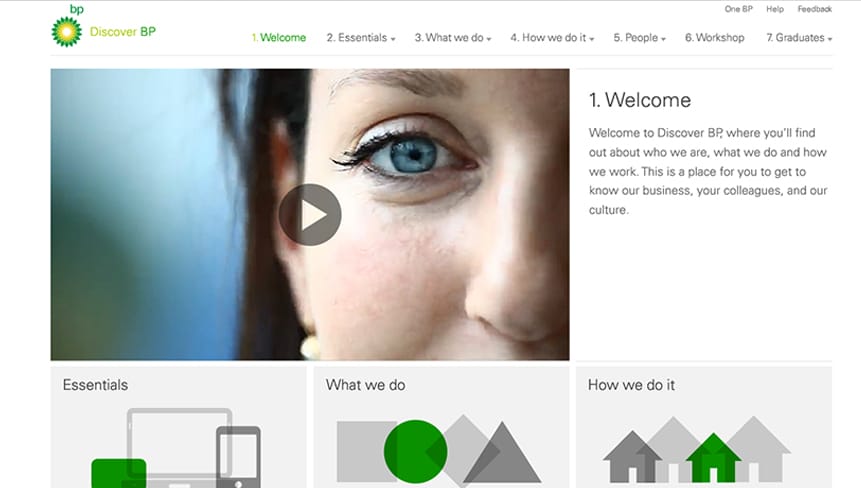 bp
Discover BP
One BP Help Feedback
1. Welcome 2. Essentials 3. What we do 4. How we do it 5. People 6. Workshop 7. Graduates
1. Welcome
Welcome to Discover BP, where you'll find
out about who we are, what we do and how
we work. This is a place for you to get to
know our business, your colleagues, and our
culture.
Essentials
What we do
How we do it